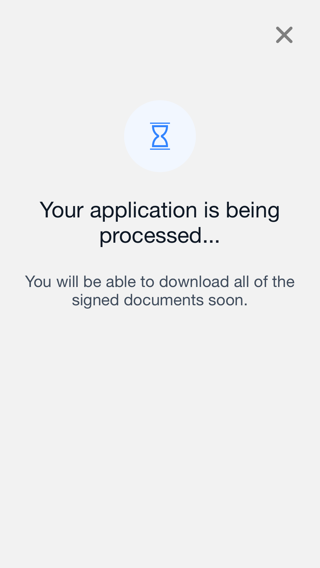 Your application is being
processed...
You will be able to download all of the
signed documents soon.